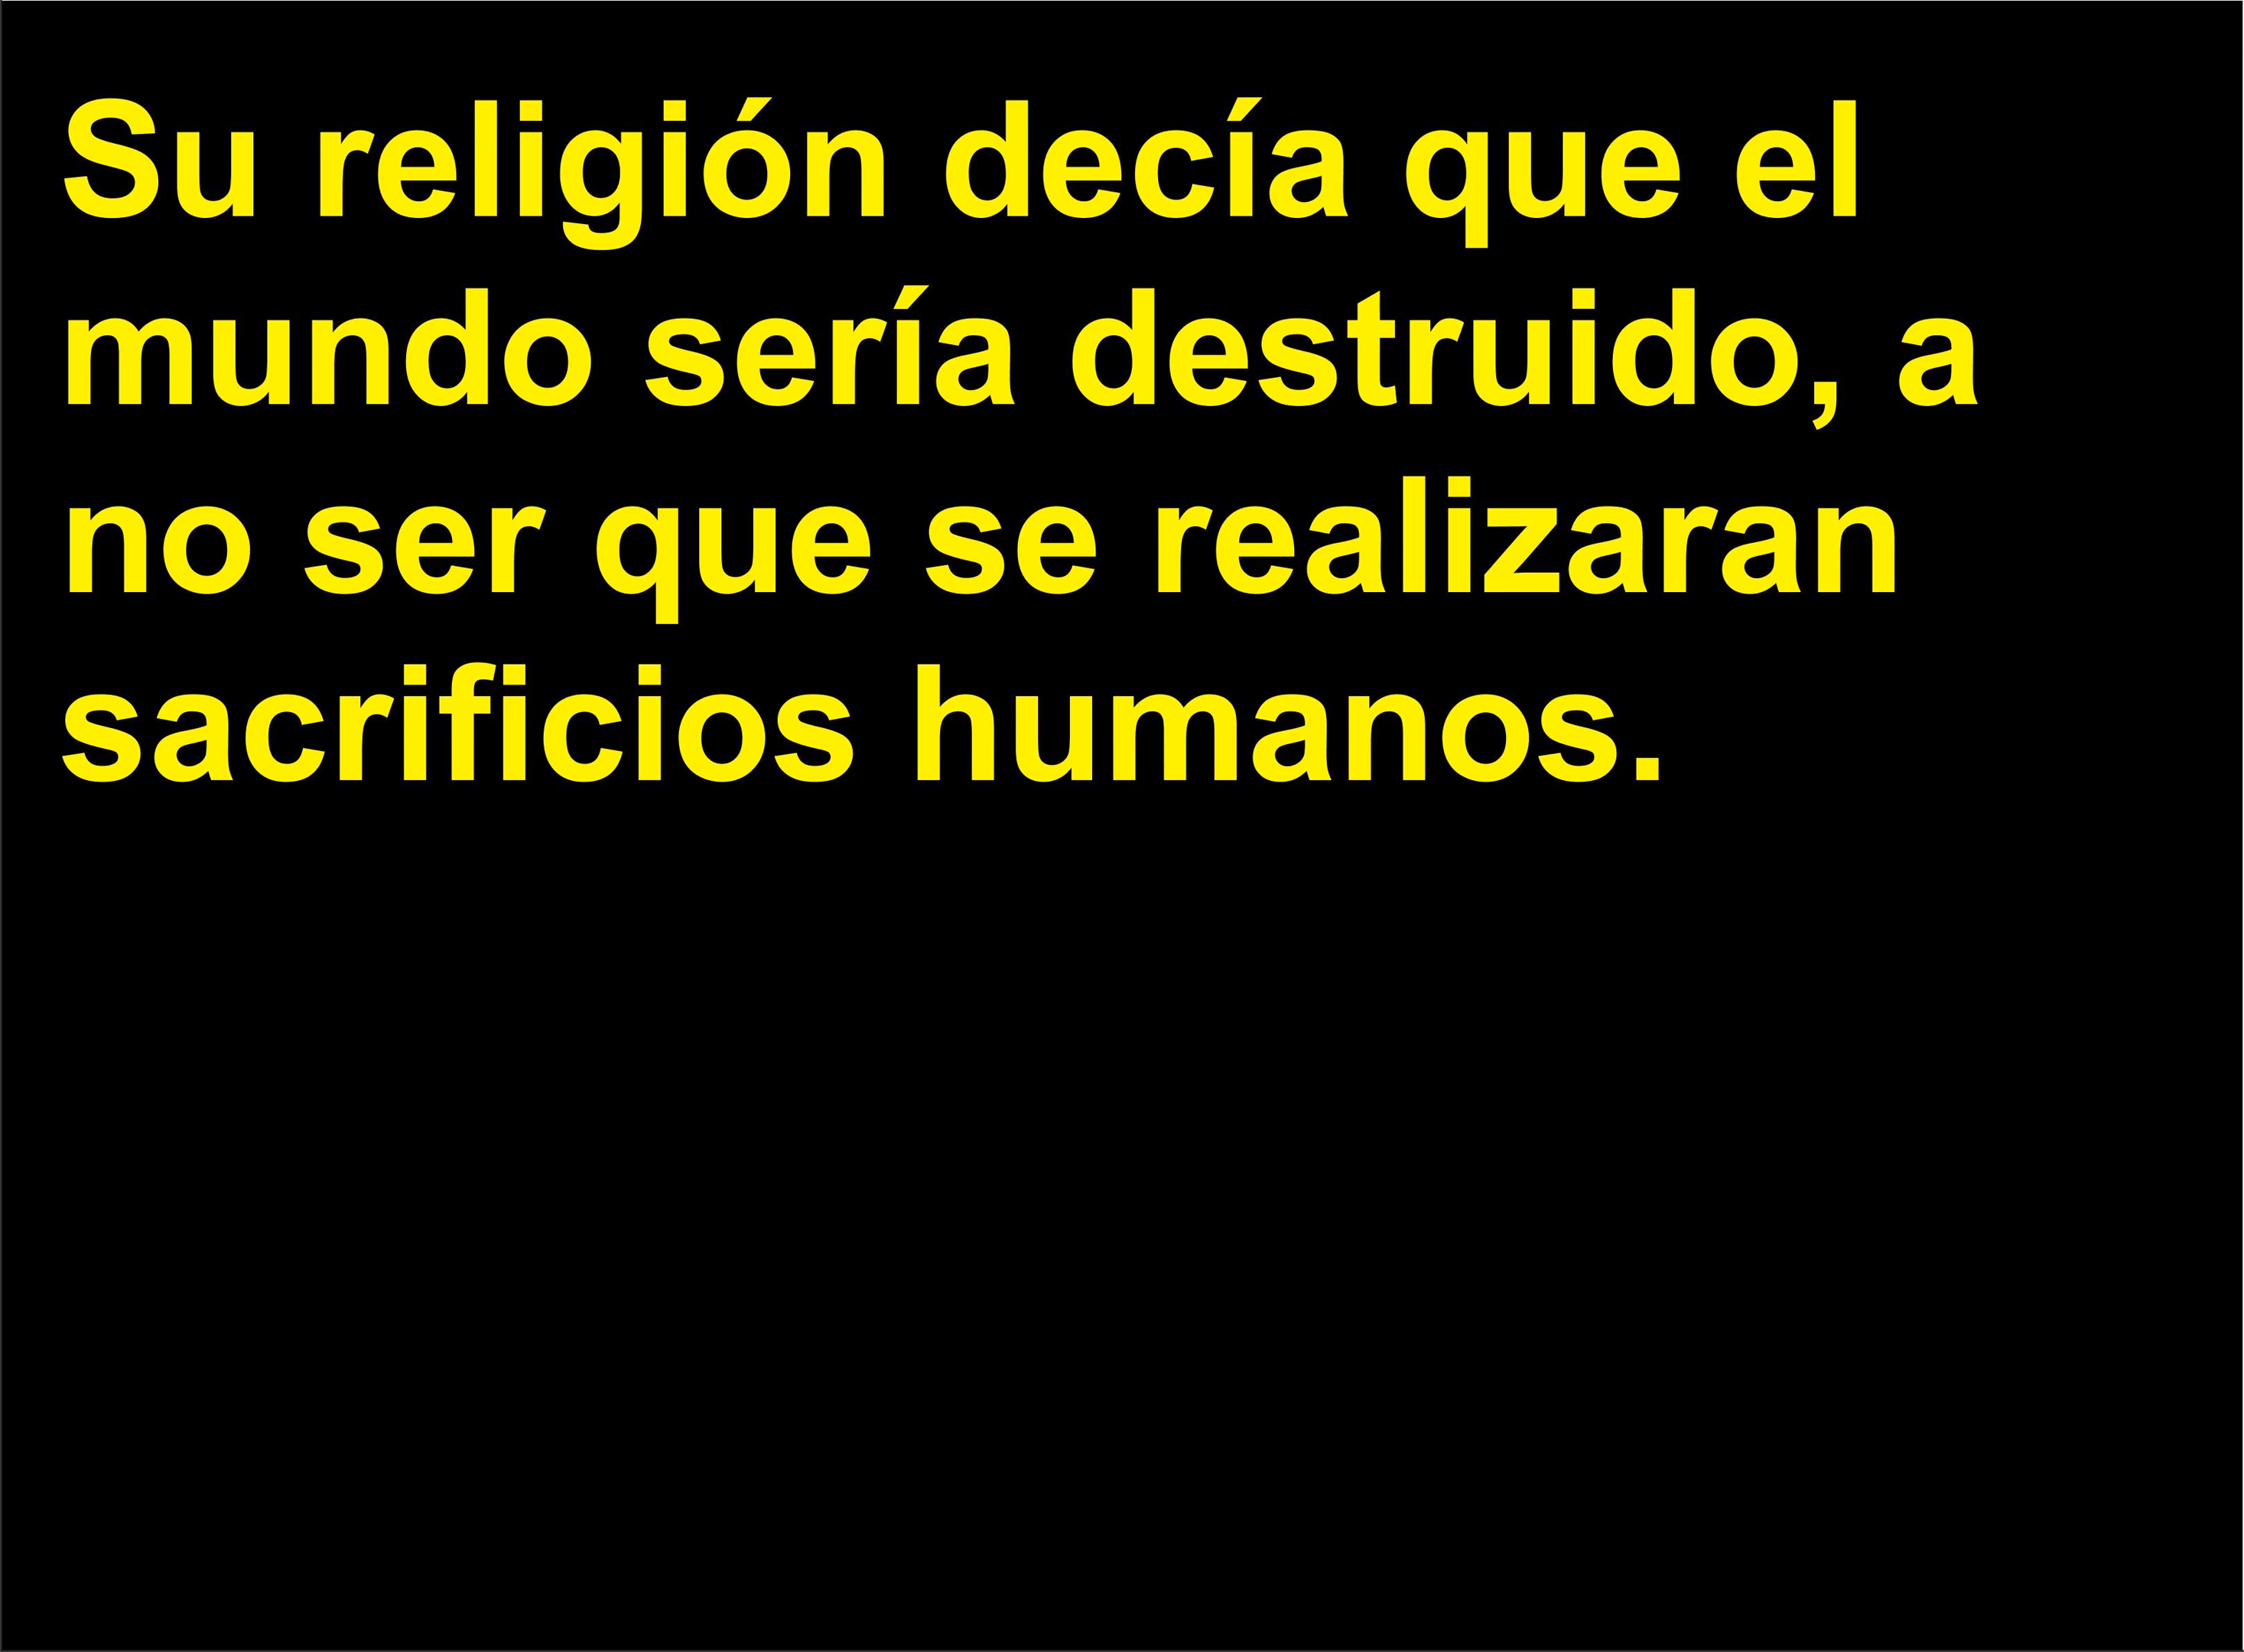 Su religión decía que el
mundo sería destruido, a
no ser que se realizaran
sacrificios humanos.